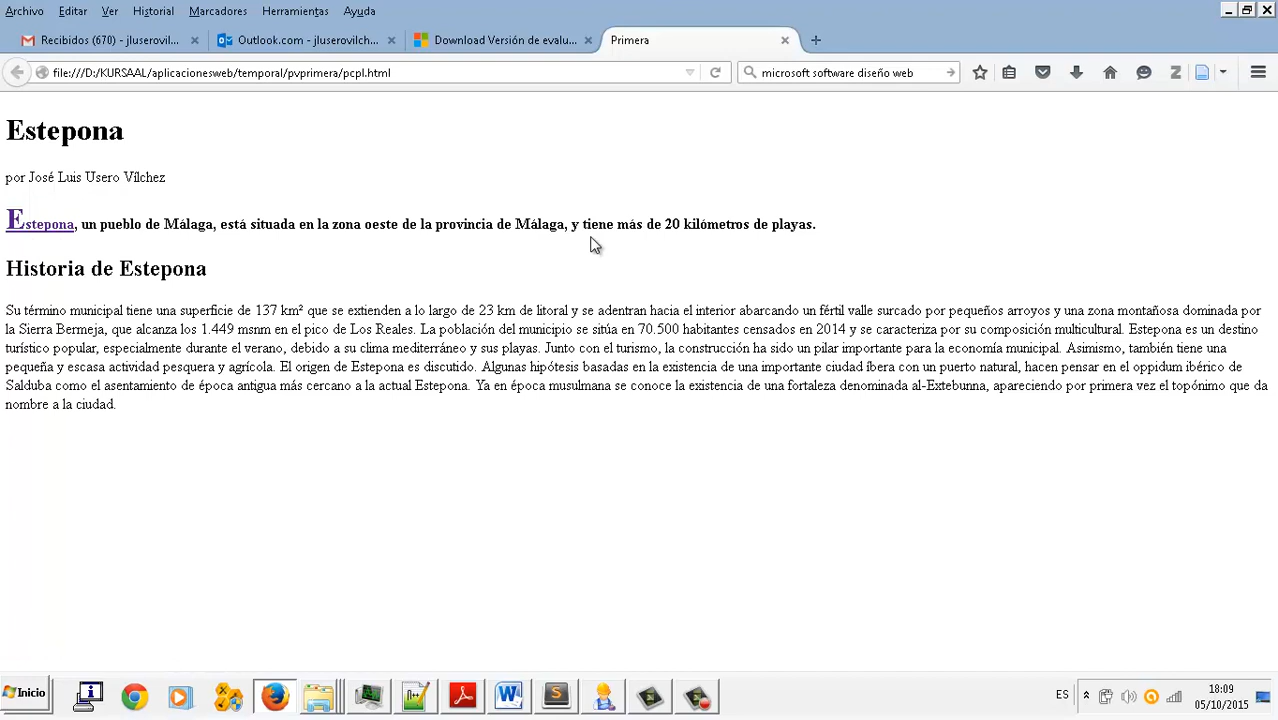 Archivo Editar Ver Historial Marcadores Herramientas Ayuda
Recibidos (670) - jluserovil... Outlook.com - jluserovilch... Download Versión de evalu... Primera
file:///D:/KURSAAL/aplicacionesweb/temporal/pvprimera/pcpl.html microsoft software diseño web
Estepona
por José Luis Usero Vílchez
Estepona, un pueblo de Málaga, está situada en la zona oeste de la provincia de Málaga, y tiene más de 20 kilómetros de playas.
Historia de Estepona
Su término municipal tiene una superficie de 137 km² que se extienden a lo largo de 23 km de litoral y se adentran hacia el interior abarcando un fértil valle surcado por pequeños arroyos y una zona montañosa dominada por
la Sierra Bermeja, que alcanza los 1.449 msnm en el pico de Los Reales. La población del municipio se sitúa en 70.500 habitantes censados en 2014 y se caracteriza por su composición multicultural. Estepona es un destino
turístico popular, especialmente durante el verano, debido a su clima mediterráneo y sus playas. Junto con el turismo, la construcción ha sido un pilar importante para la economía municipal. Asimismo, también tiene una
pequeña y escasa actividad pesquera y agrícola. El origen de Estepona es discutido. Algunas hipótesis basadas en la existencia de una importante ciudad íbera con un puerto natural, hacen pensar en el oppidum ibérico de
Salduba como el asentamiento de época antigua más cercano a la actual Estepona. Ya en época musulmana se conoce la existencia de una fortaleza denominada al-Extebunna, apareciendo por primera vez el topónimo que da
nombre a la ciudad.
Inicio ES 18:09
05/10/2015